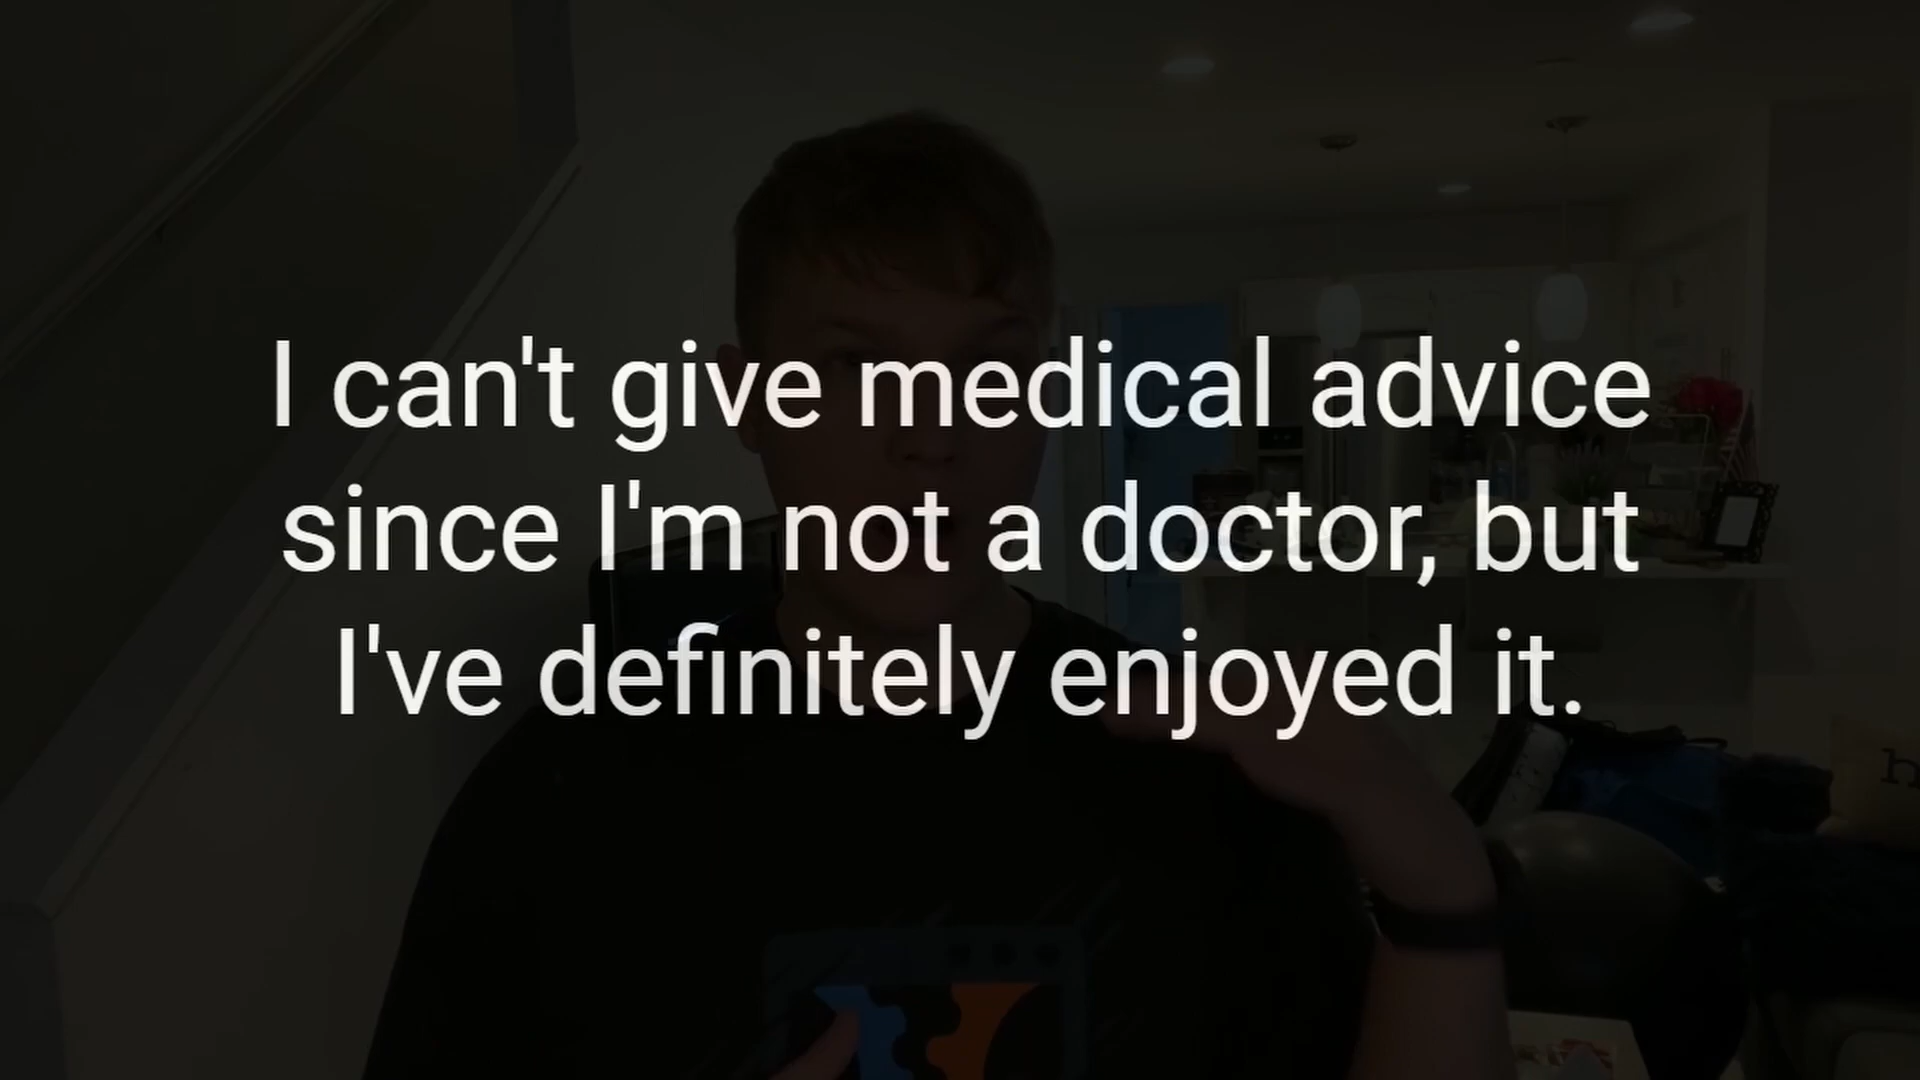 I can't give medical advice
since I'm not a doctor, but
I've definitely enjoyed it.
h